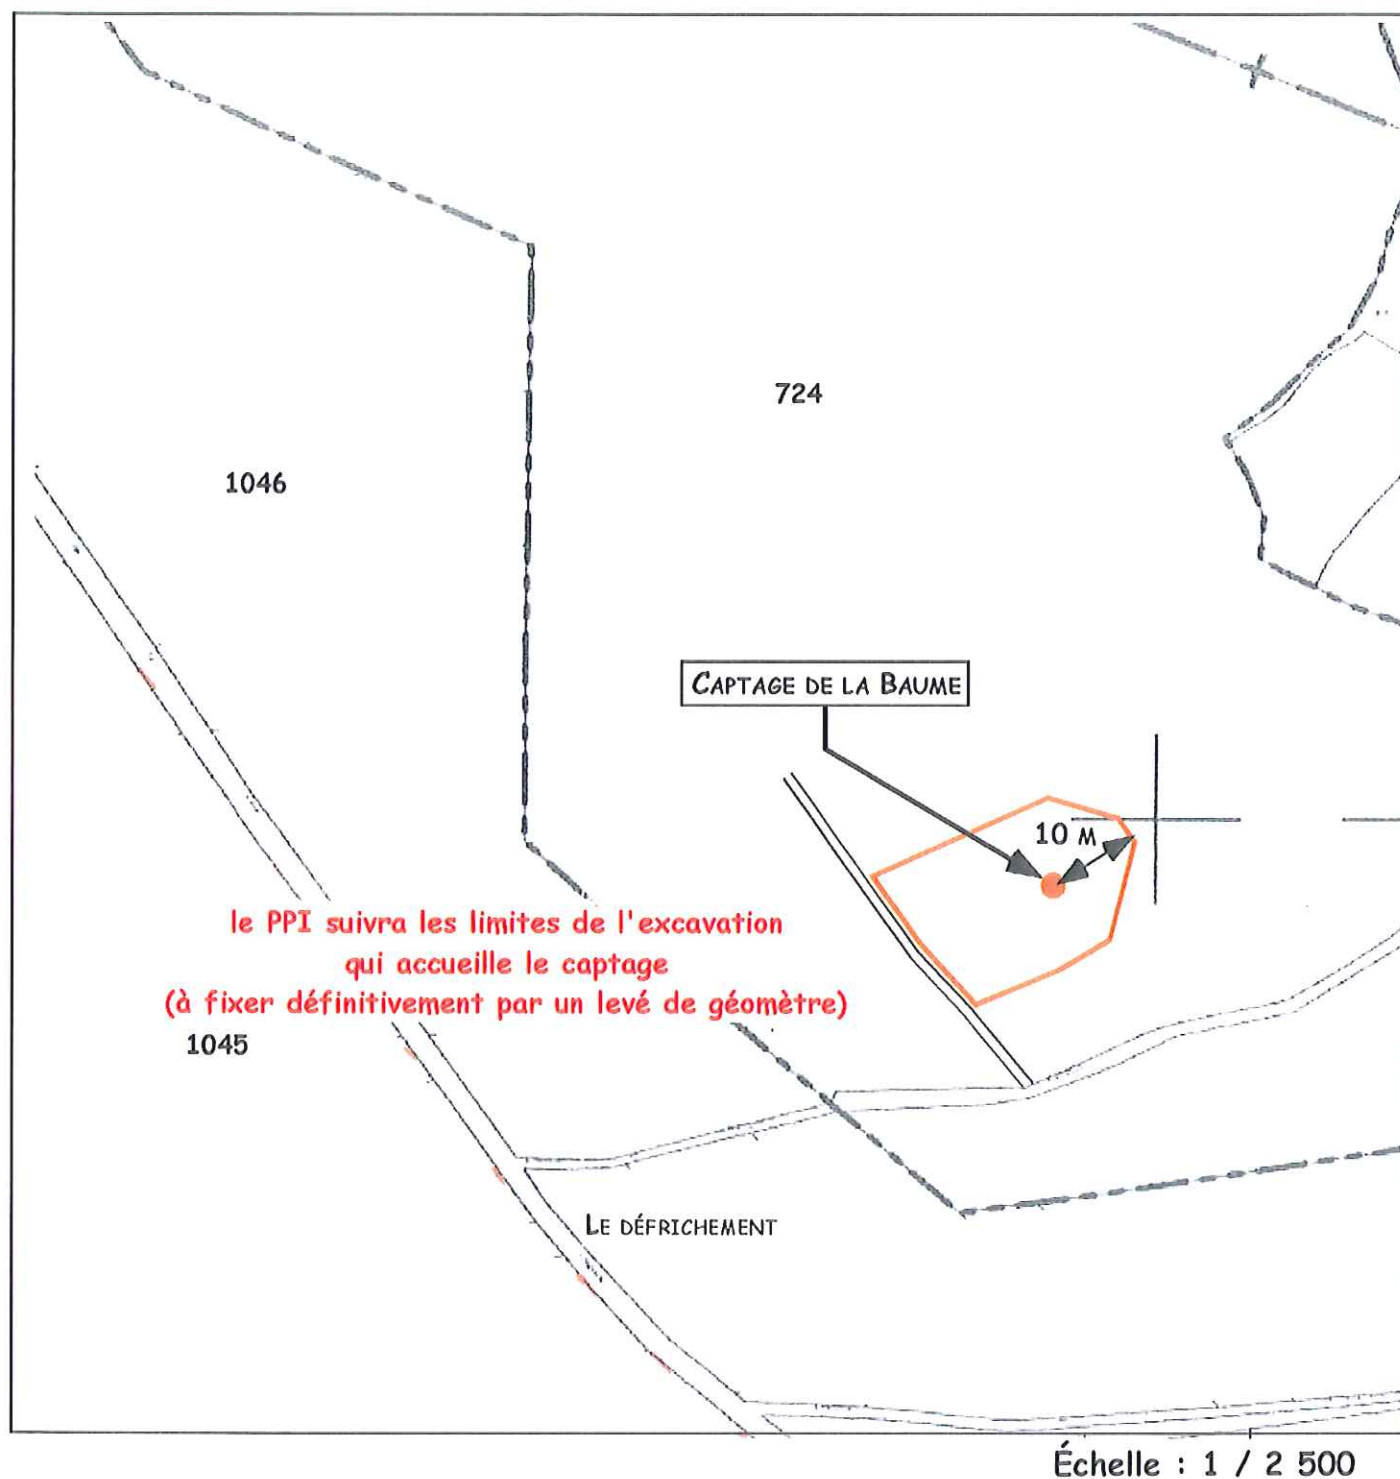 724
1046
CAPTAGE DE LA BAUME
10 M
le PPI suivra les limites de l'excavation
qui accueille le captage
(à fixer définitivement par un levé de géomètre)
1045
LE DÉFRICHEMENT
Échelle : 1 / 2 500